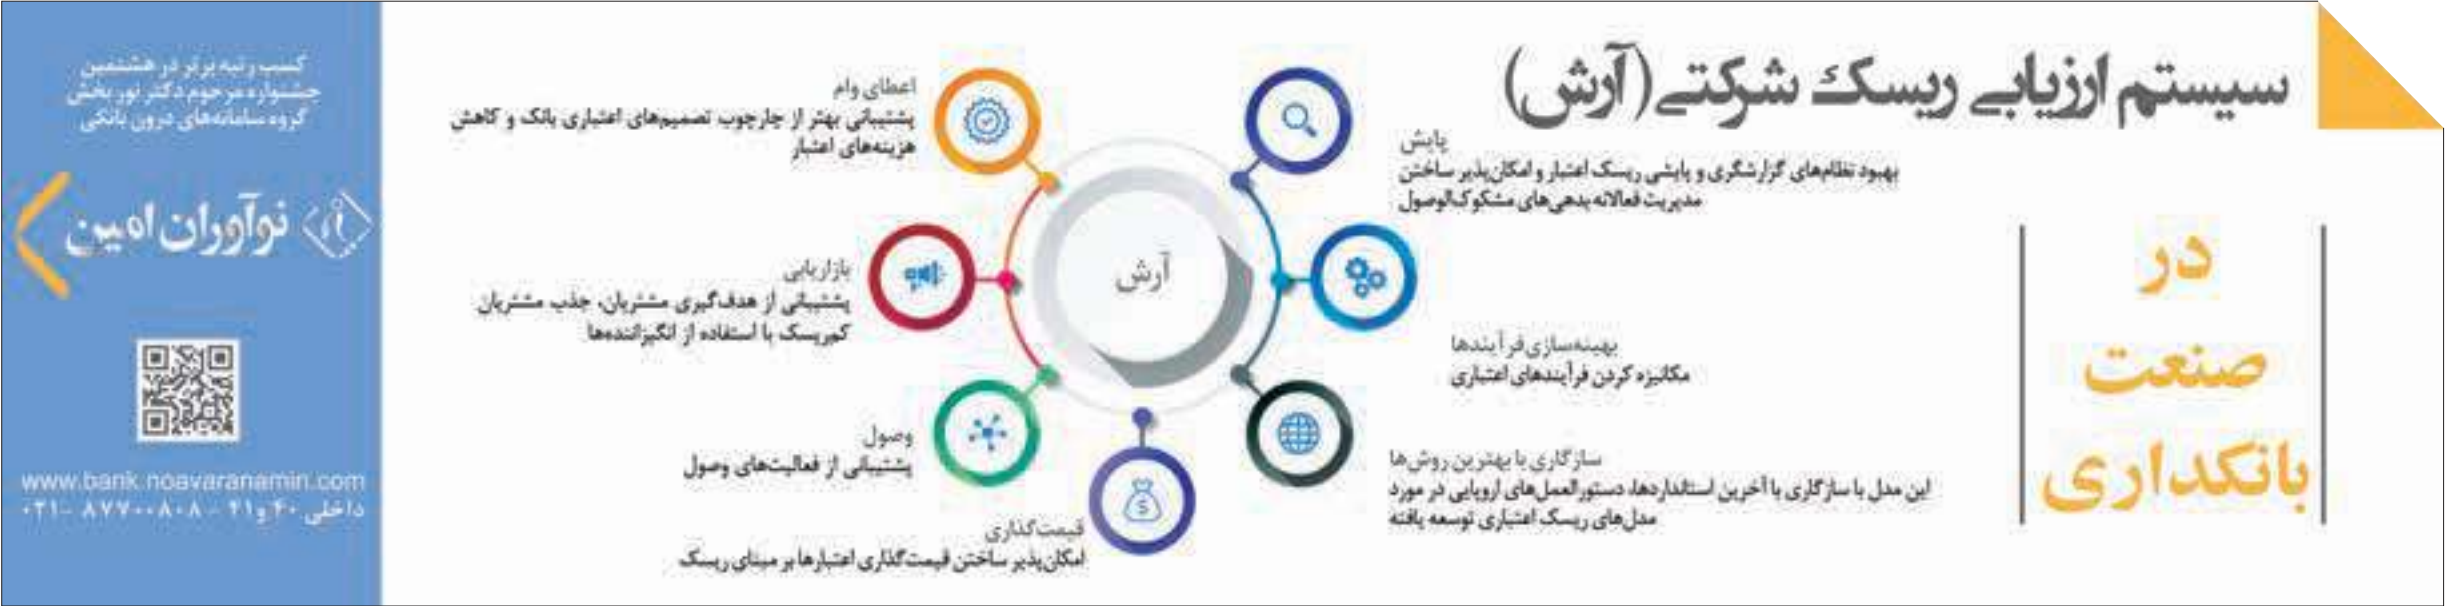 سیستم ارزیابی ریسک شرکتی (آرش)
در
صنعت
بانکداری
پایش
بهبود نظام‌های گزارشگری و پایشی ریسک اعتبار و امکان‌پذیر ساختن
مدیریت فعالانه بدهی‌های مشکوک‌الوصول
بهینه‌سازی فرآیندها
مکانیزه کردن فرآیندهای اعتباری
سازگاری با بهترین روش‌ها
این مدل با سازگاری با آخرین استانداردها، دستورالعمل‌های اروپایی در مورد
مدل‌های ریسک اعتباری توسعه یافته
آرش
اعطای وام
پشتیبانی بهتر از چارچوب تصمیم‌های اعتباری بانک و کاهش
هزینه‌های اعتبار
بازاریابی
پشتیبانی از هدف‌گیری مشتریان، جذب مشتریان
کم‌ریسک با استفاده از انگیزاننده‌ها
وصول
پشتیبانی از فعالیت‌های وصول
قیمت‌گذاری
امکان‌پذیر ساختن قیمت‌گذاری اعتبارها بر مبنای ریسک
کسب رتبه برتر در هشتمین
جشنواره مرحوم دکتر نوربخش
گروه سامانه‌های درون بانکی
نوآوران امین
www.bank.noavaranamin.com
۰۲۱- ۸۷۷۰۰۸۰۸ - داخلی ۴۰ و ۴۱